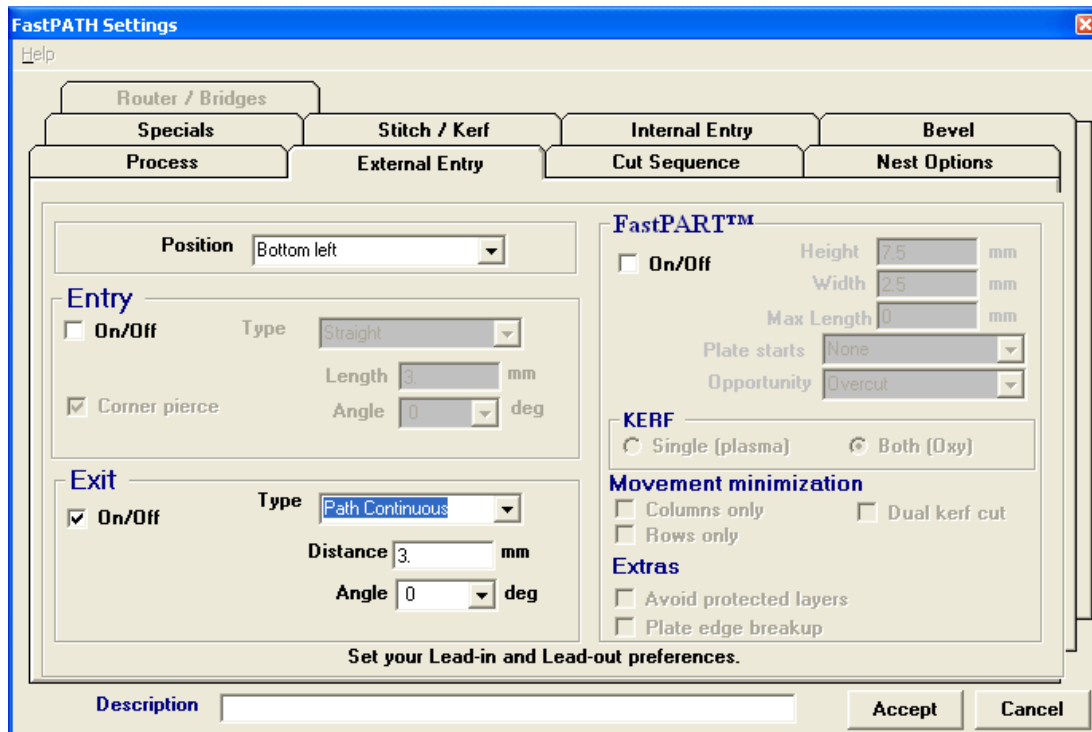 FastPATH Settings
Help
Router / Bridges
Specials
Stitch / Kerf
Internal Entry
Bevel
Process
External Entry
Cut Sequence
Nest Options
Position
Bottom left
Entry
On/Off
Type
Straight
Length
3.
mm
Corner pierce
Angle
0
deg
Exit
On/Off
Type
Path Continuous
Distance
3.
mm
Angle
0
deg
FastPART™
On/Off
Height
7.5
mm
Width
2.5
mm
Max Length
0
mm
Plate starts
None
Opportunity
Overcut
KERF
Single (plasma)
Both (Oxy)
Movement minimization
Columns only
Dual kerf cut
Rows only
Extras
Avoid protected layers
Plate edge breakup
Set your Lead-in and Lead-out preferences.
Description
Accept
Cancel